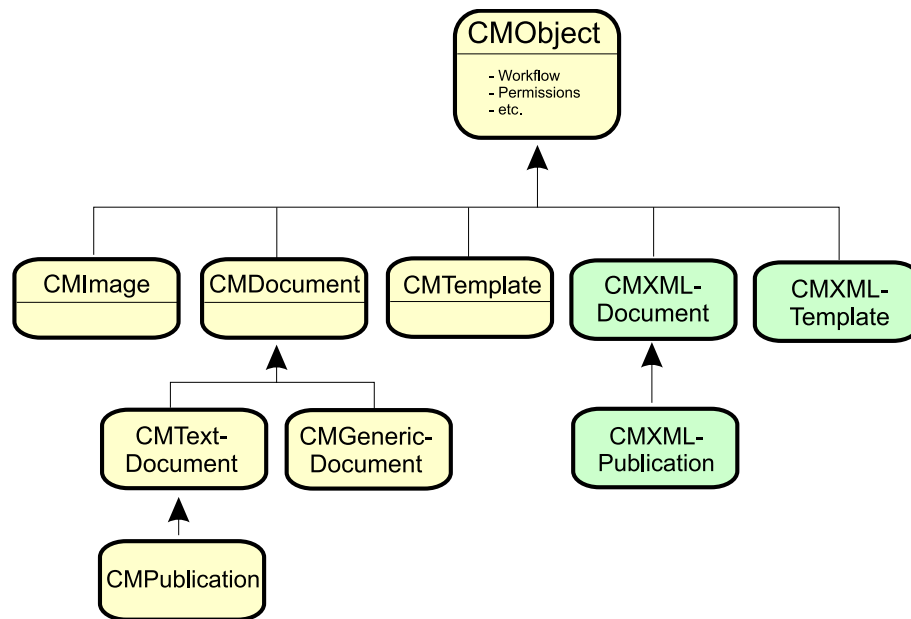 CMObject
- Workflow
- Permissions
- etc.
CMImage
CMDocument
CMTemplate
CMXML-
Document
CMXML-
Template
CMText-
Document
CMGeneric-
Document
CMXML-
Publication
CMPublication